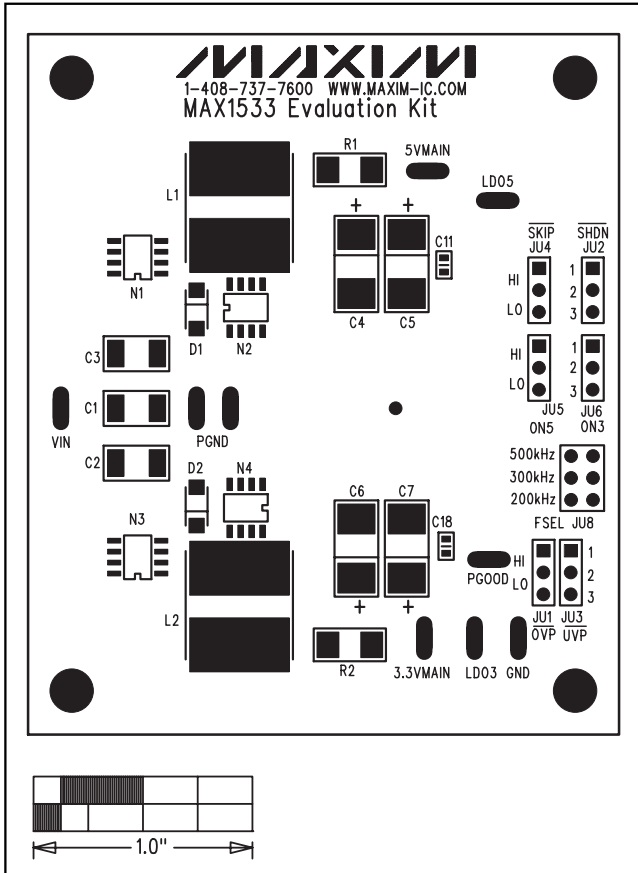 MAXIM
1-408-737-7600 WWW.MAXIM-IC.COM
MAX1533 Evaluation Kit
R1
5VMAIN
LDO5
L1
+ +
C11
SKIP
JU4
SHDN
JU2
HI
LO
1
2
3
N1
C4
C5
D1
N2
C3
HI
LO
1
2
3
JU5
ON5
JU6
ON3
C1
VIN
PGND
C2
500kHz
300kHz
200kHz
FSEL JU8
D2
N4
C6
C7
C18
N3
PGOOD
HI
LO
1
2
3
JU1
OVP
JU3
UVP
L2
+ +
R2
3.3VMAIN
LDO3
GND
1.0"